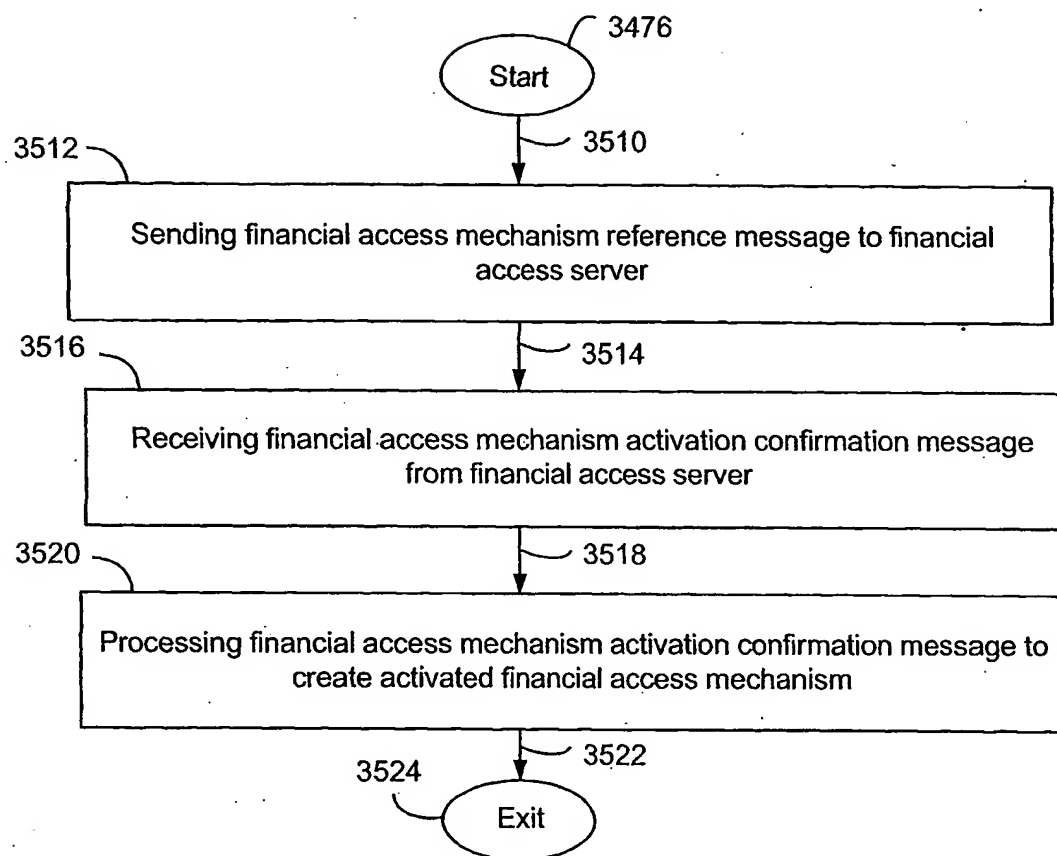 3476
Start
3510
3512
Sending financial access mechanism reference message to financial
access server
3514
3516
Receiving financial access mechanism activation confirmation message
from financial access server
3518
3520
Processing financial access mechanism activation confirmation message to
create activated financial access mechanism
3522
3524
Exit